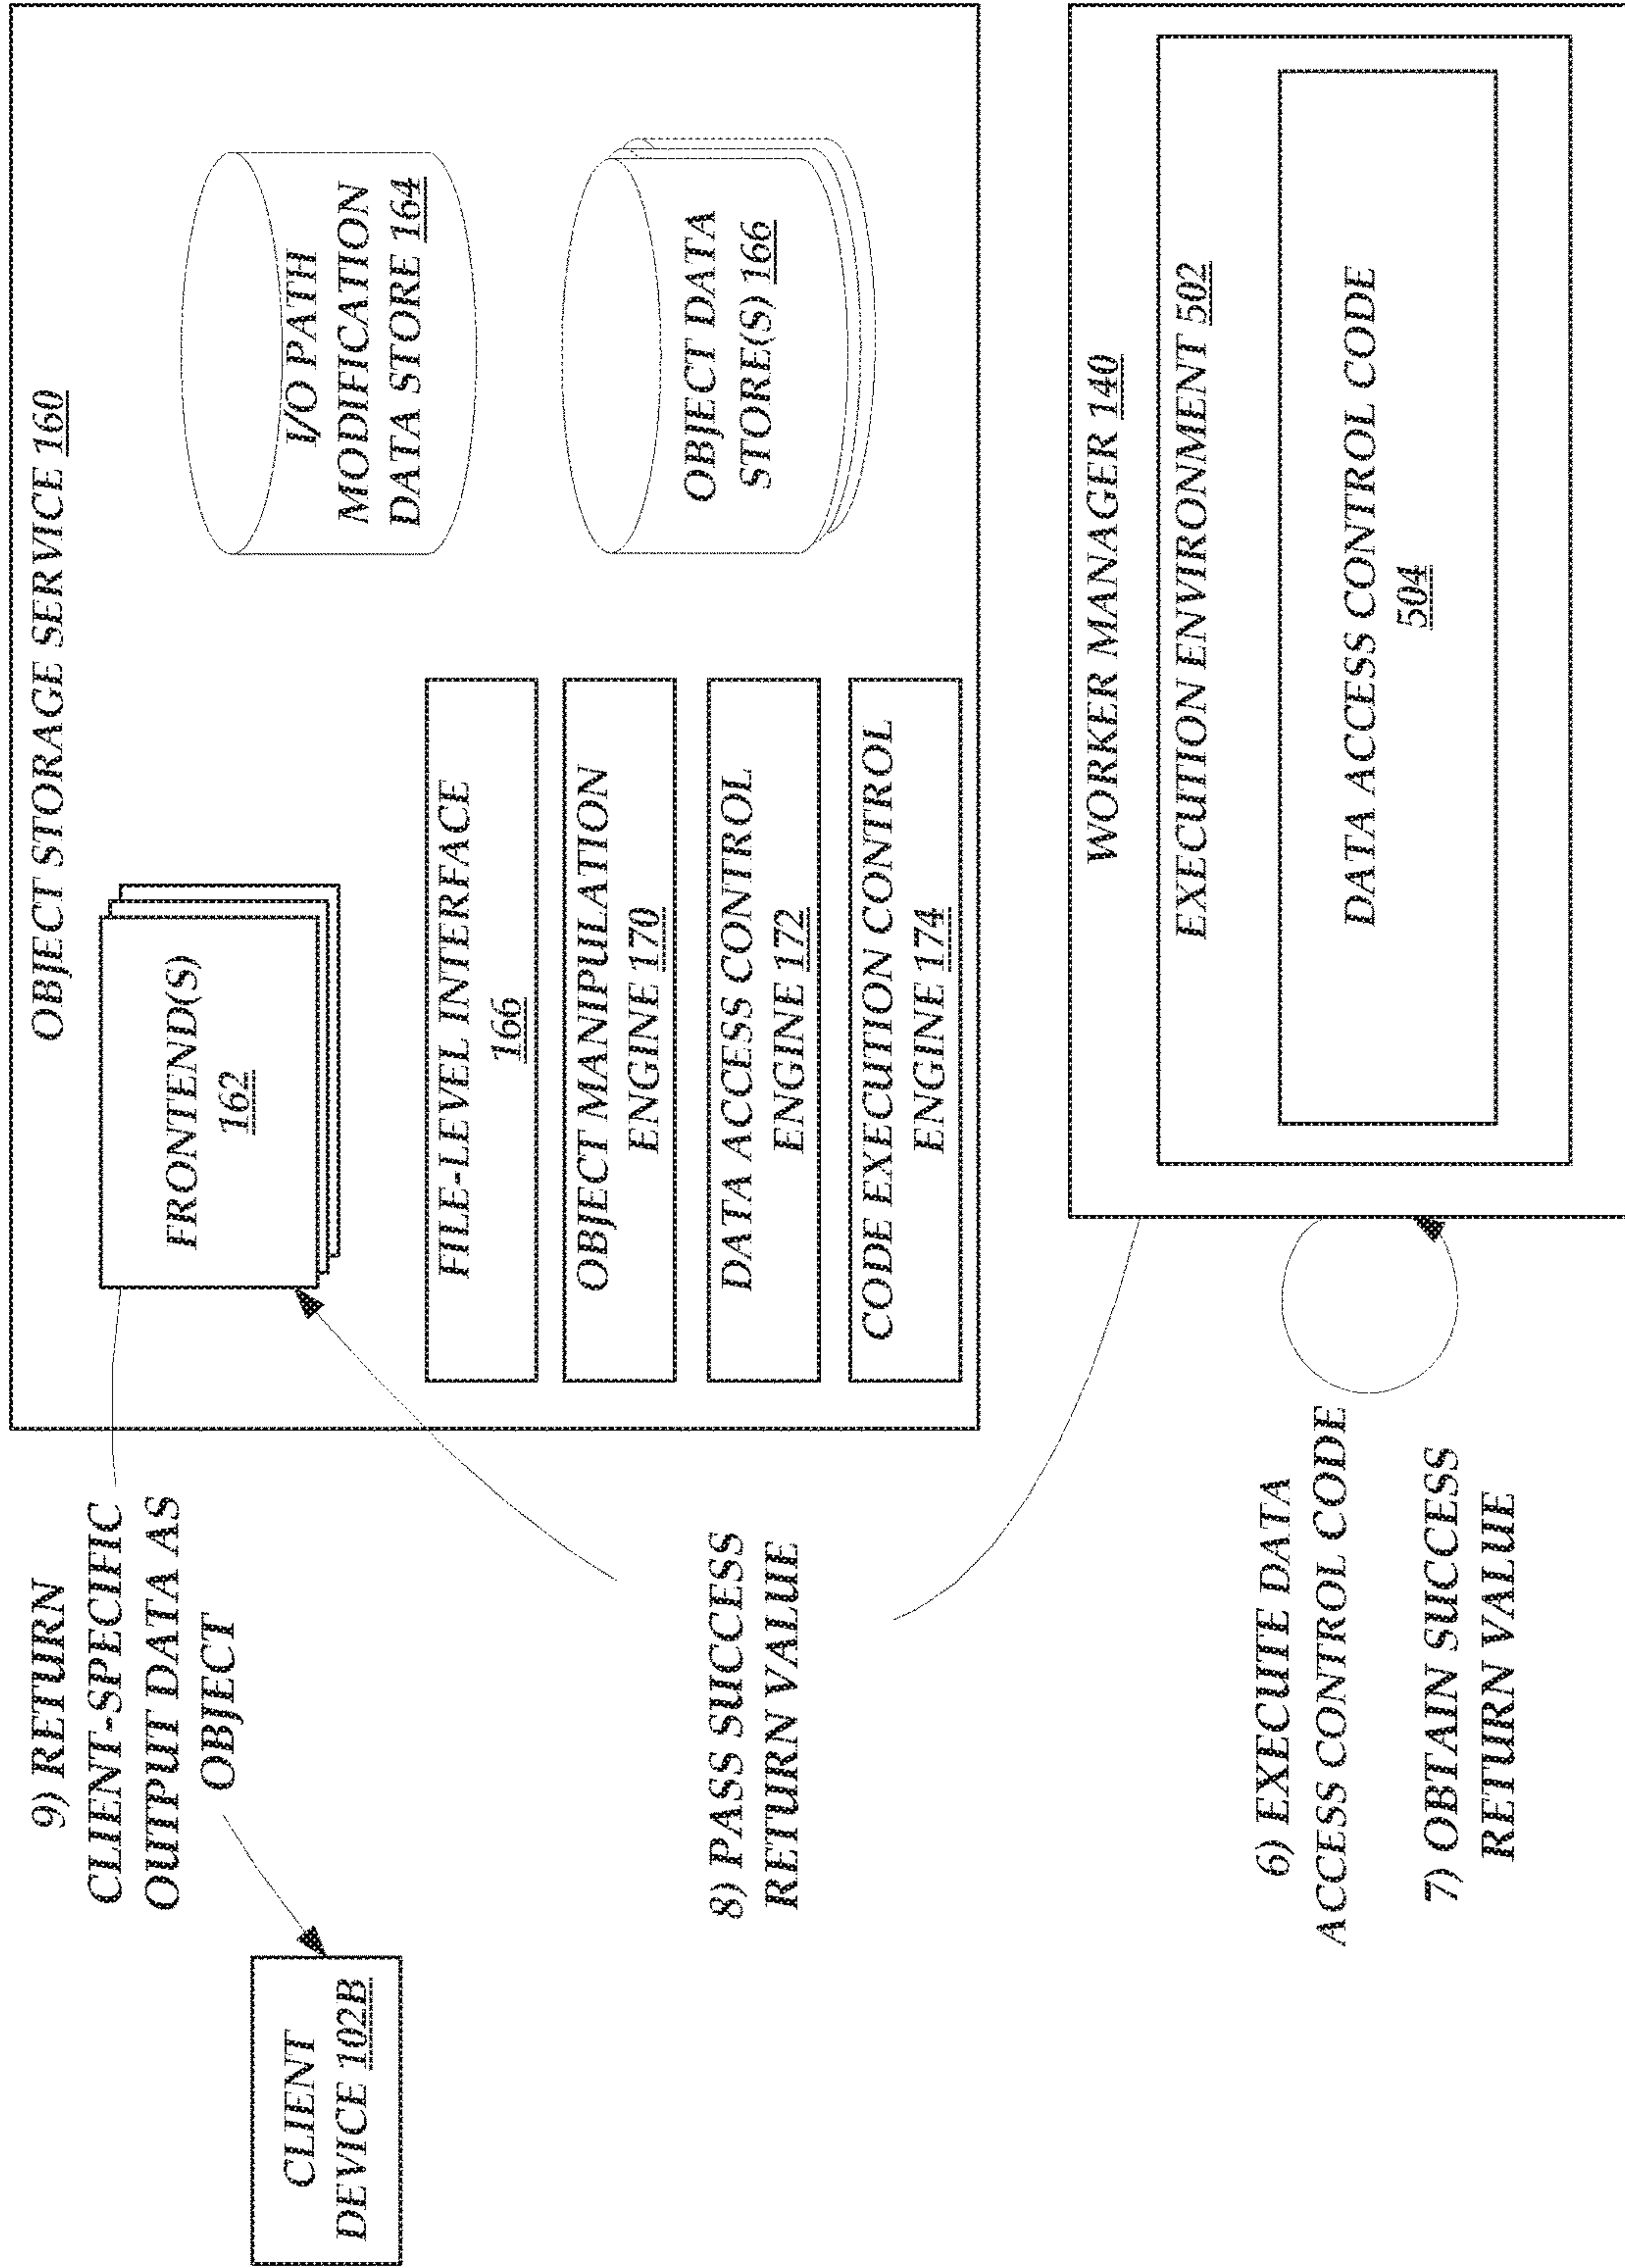 OBJECT STORAGE SERVICE 160
FRONTEND(S)
162
I/O PATH
MODIFICATION
DATA STORE 164
FILE-LEVEL INTERFACE
166
OBJECT MANIPULATION
ENGINE 170
DATA ACCESS CONTROL
ENGINE 172
CODE EXECUTION CONTROL
ENGINE 174
OBJECT DATA
STORE(S) 166
9) RETURN
CLIENT-SPECIFIC
OUTPUT DATA AS
OBJECT
CLIENT
DEVICE 102B
8) PASS SUCCESS
RETURN VALUE
WORKER MANAGER 140
EXECUTION ENVIRONMENT 502
DATA ACCESS CONTROL CODE
504
6) EXECUTE DATA
ACCESS CONTROL CODE
7) OBTAIN SUCCESS
RETURN VALUE